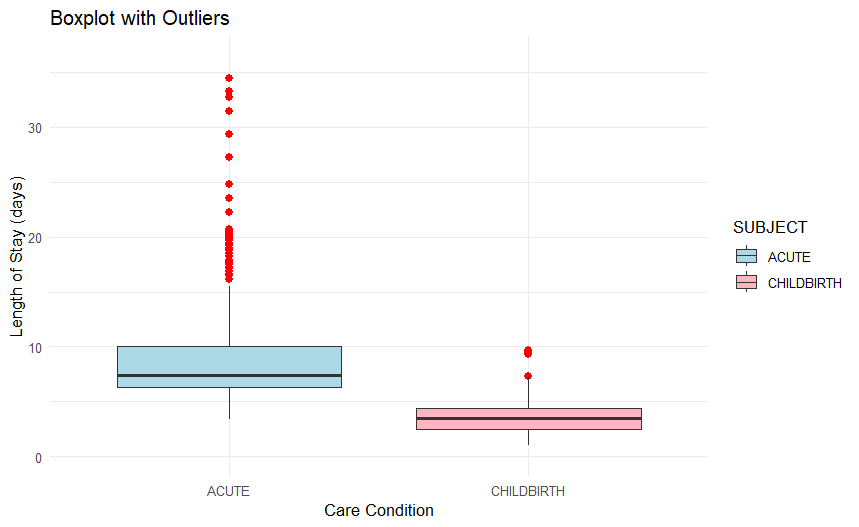 Boxplot with Outliers
Length of Stay (days)
30
20
10
0
ACUTE
CHILDBIRTH
Care Condition
SUBJECT
ACUTE
CHILDBIRTH